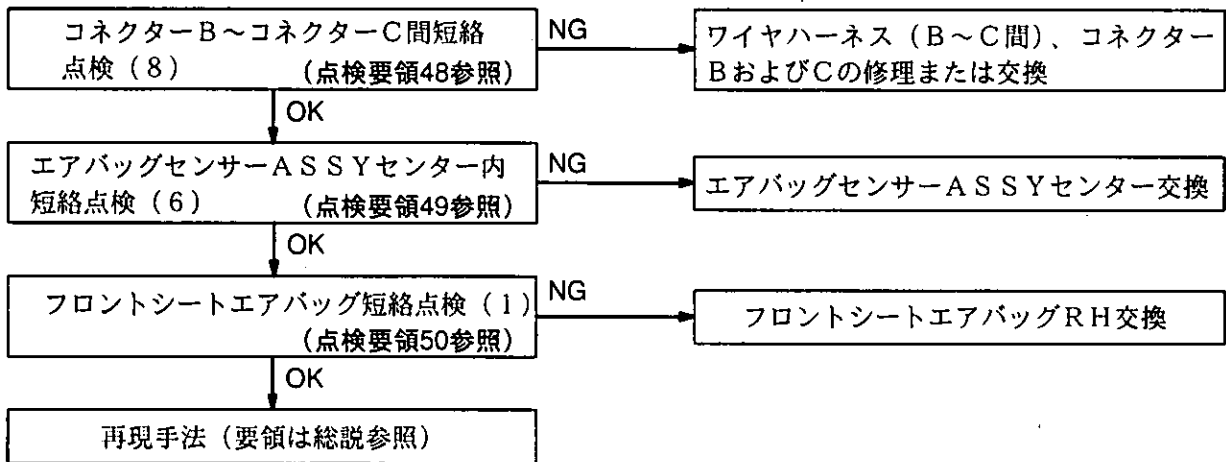 コネクターB～コネクターC間短絡
点検（8）　（点検要領48参照）
NG
ワイヤハーネス（B～C間）、コネクター
BおよびCの修理または交換
OK
エアバッグセンサーASSYセンター内
短絡点検（6）　（点検要領49参照）
NG
エアバッグセンサーASSYセンター交換
OK
フロントシートエアバッグ短絡点検（1）
（点検要領50参照）
NG
フロントシートエアバッグRH交換
OK
再現手法（要領は総説参照）